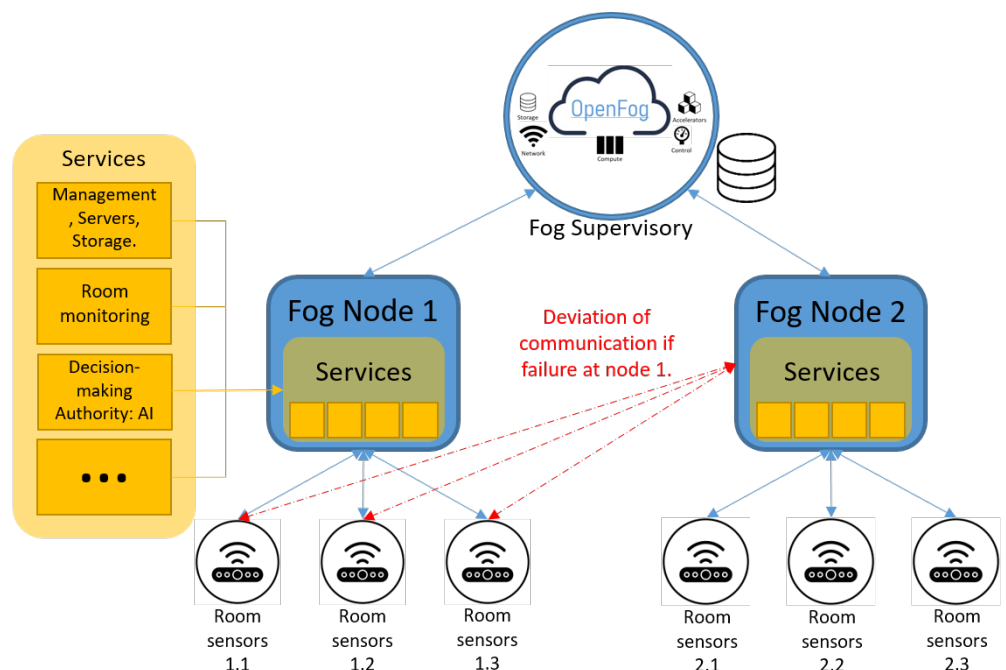 OpenFog
Storage
Accelerators
Network
Compute
Control
Fog Supervisory
Services
Management
, Servers,
Storage.
Room
monitoring
Decision-
making
Authority: AI
...
Fog Node 1
Services
Deviation of
communication if
failure at node 1.
Fog Node 2
Services
Room
sensors
1.1
Room
sensors
1.2
Room
sensors
1.3
Room
sensors
2.1
Room
sensors
2.2
Room
sensors
2.3